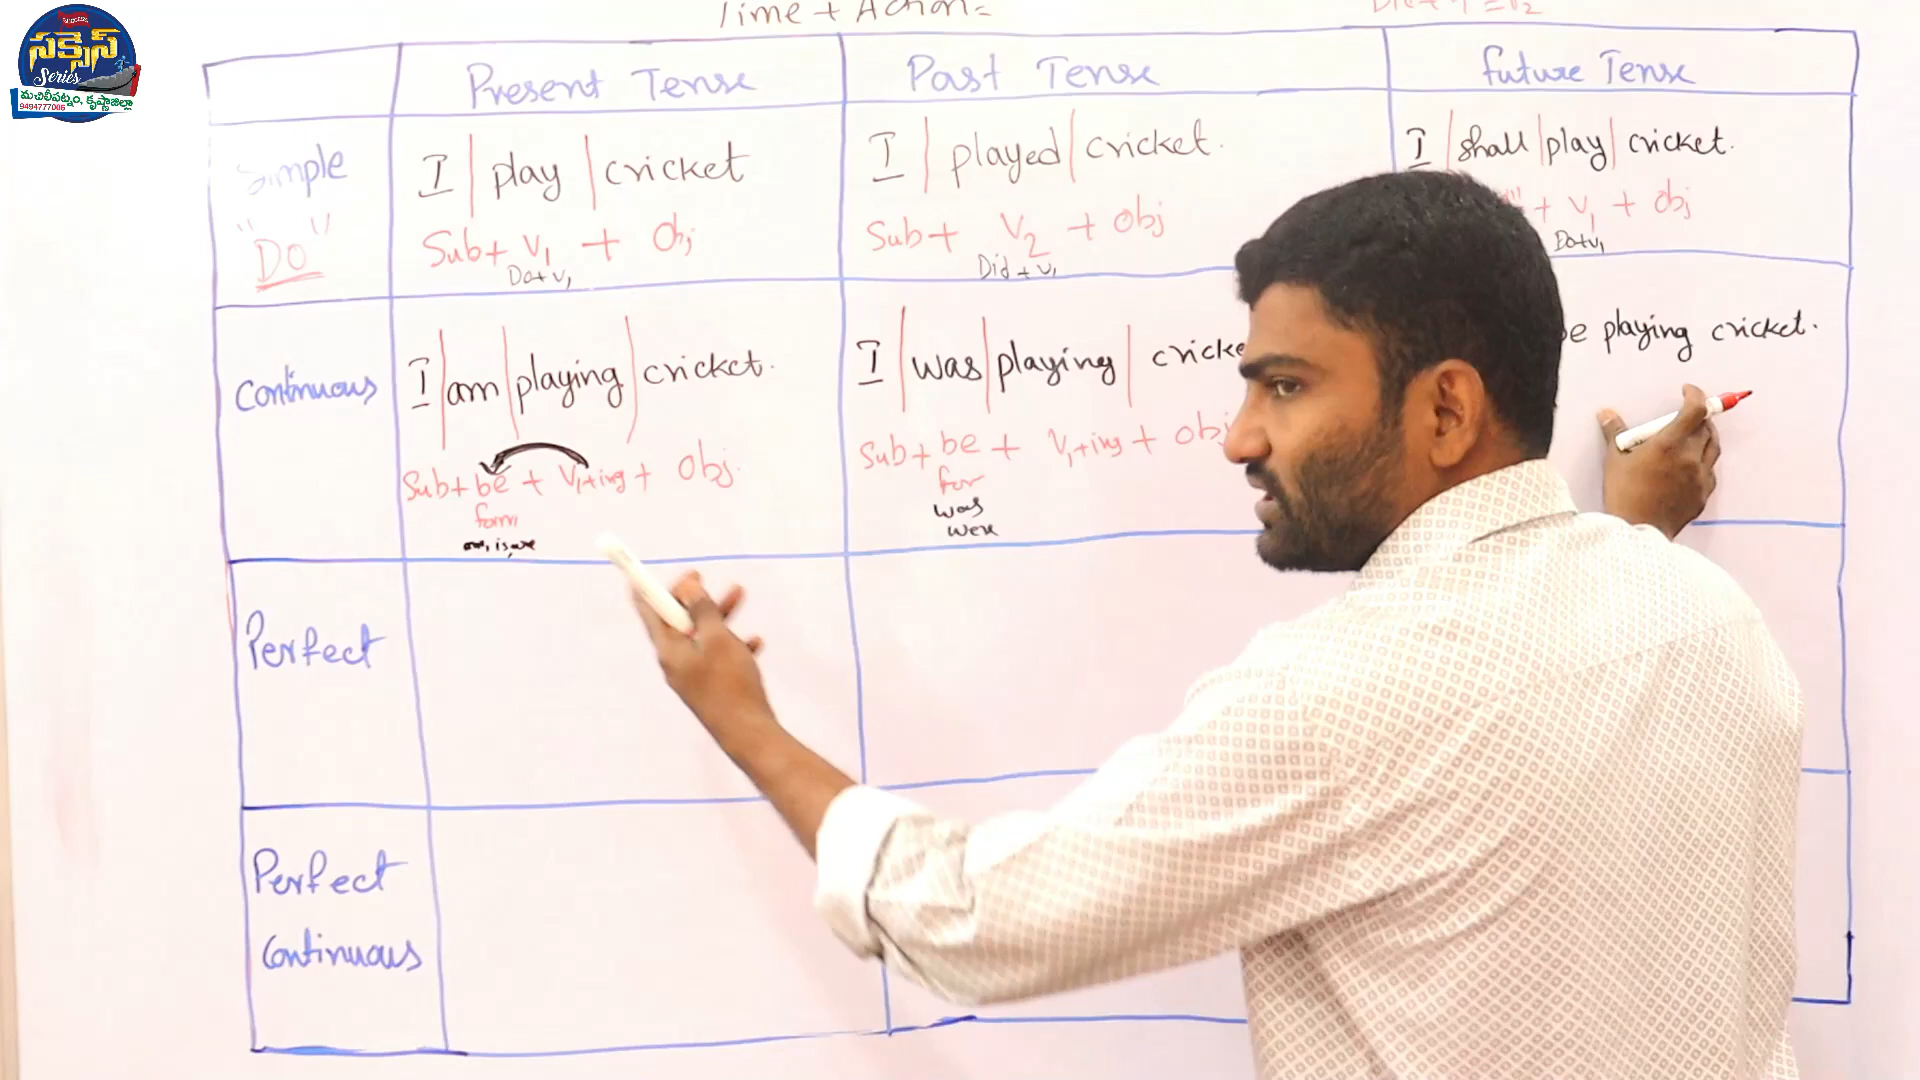 Success
సక్సెస్
Series
మచిలీపట్నం, కృష్ణాజిల్లా
9494777006
Time + Action =
Present Tense
Past Tense
future Tense
Simple
"DO"
I | play | cricket
Sub + V1 + Obj
Do+V1
I | played | cricket.
Sub + V2 + Obj
Did + V1
I | shall | play | cricket.
+ V1 + Obj
Do+V1
Continuous
I | am | playing | cricket.
Sub + be + V1+ing + Obj.
form
am, is, are
I | was | playing | cricke
Sub + be + V1+ing + Obj
for
was
were
be playing cricket.
Perfect
Perfect
Continuous